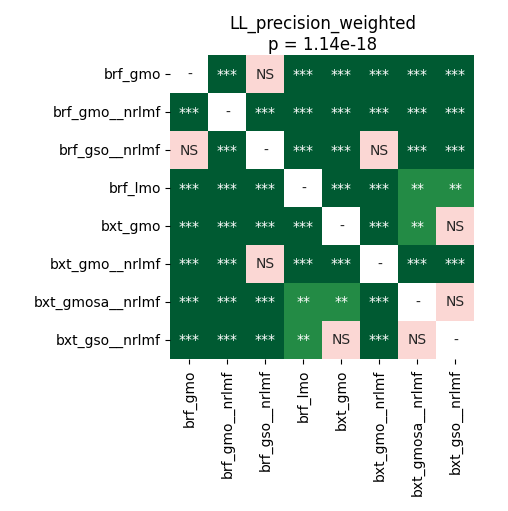 LL_precision_weighted
p = 1.14e-18
brf_gmo - *** NS *** *** *** *** ***
brf_gmo__nrlmf *** - *** *** *** *** *** ***
brf_gso__nrlmf NS *** - *** *** NS *** ***
brf_lmo *** *** *** - *** *** ** **
bxt_gmo *** *** *** *** - *** ** NS
bxt_gmo__nrlmf *** *** NS *** *** - *** ***
bxt_gmosa__nrlmf *** *** *** ** ** *** - NS
bxt_gso__nrlmf *** *** *** ** NS *** NS -
brf_gmo
brf_gmo__nrlmf
brf_gso__nrlmf
brf_lmo
bxt_gmo
bxt_gmo__nrlmf
bxt_gmosa__nrlmf
bxt_gso__nrlmf